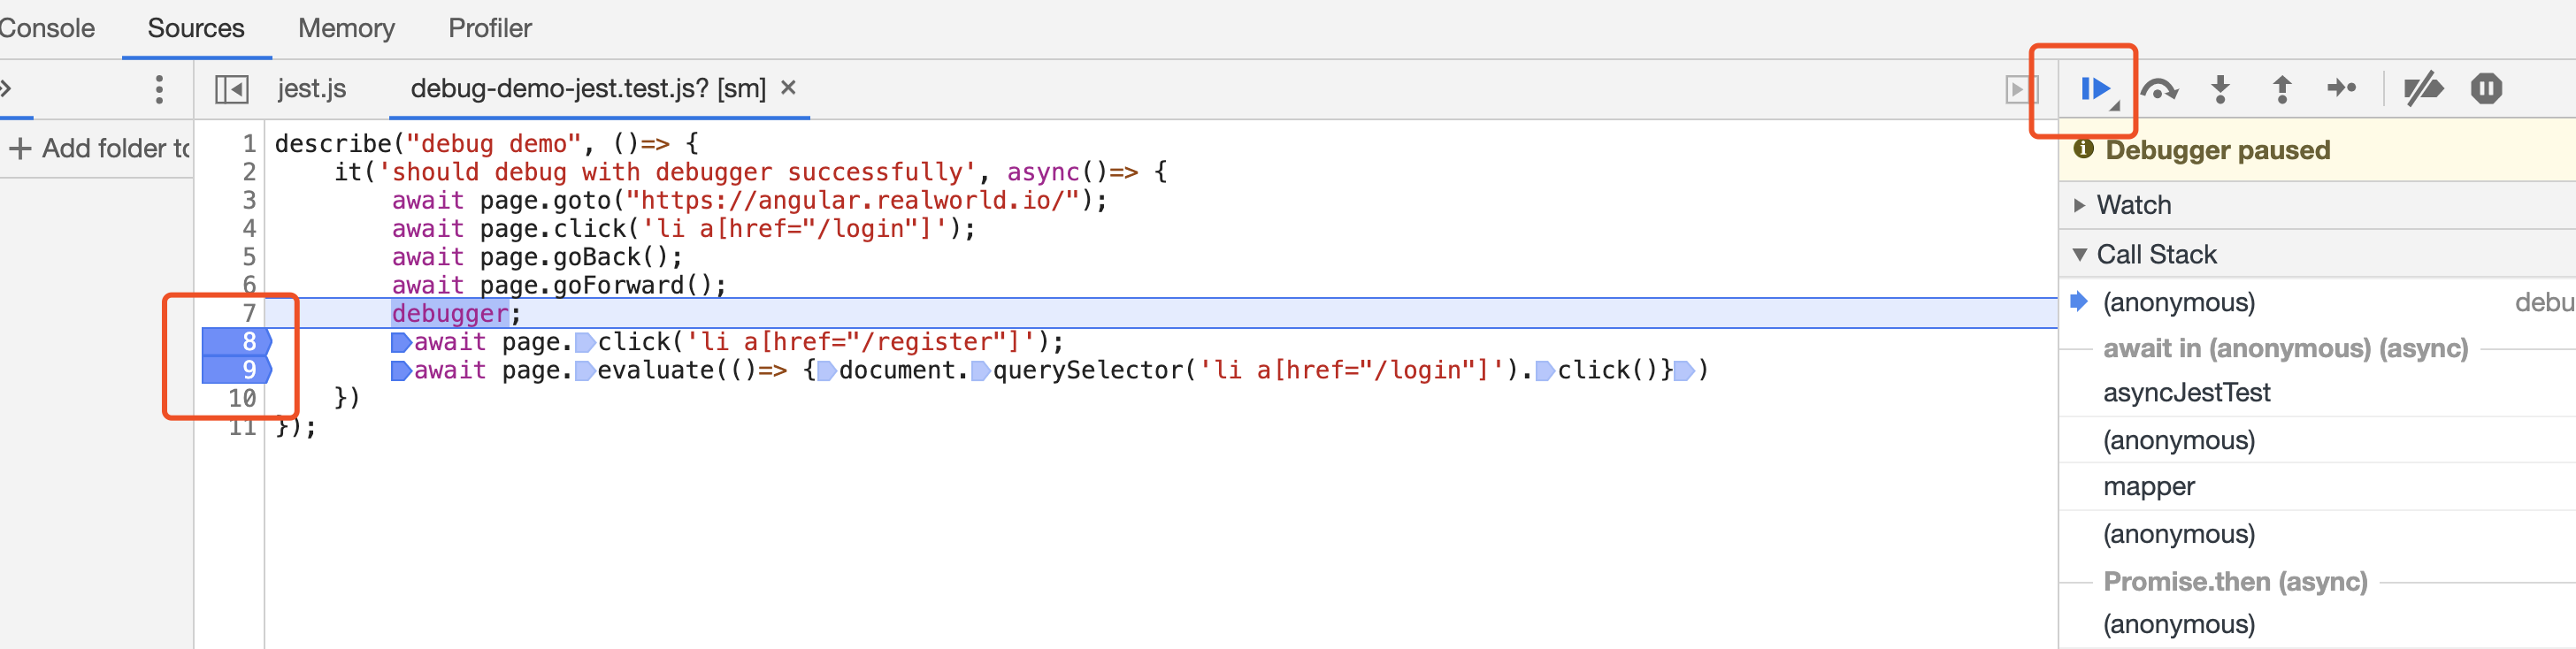 Console Sources Memory Profiler
jest.js debug-demo-jest.test.js? [sm] ×
+ Add folder to
1 describe("debug demo", ()=> {
2 it('should debug with debugger successfully', async()=> {
3 await page.goto("https://angular.realworld.io/");
4 await page.click('li a[href="/login"]');
5 await page.goBack();
6 await page.goForward();
7 debugger;
8 await page.click('li a[href="/register"]');
9 await page.evaluate(()=> {document.querySelector('li a[href="/login"]').click()})
10 })
11 });
Debugger paused
Watch
Call Stack
(anonymous) debu
await in (anonymous) (async)
asyncJestTest
(anonymous)
mapper
(anonymous)
Promise.then (async)
(anonymous)